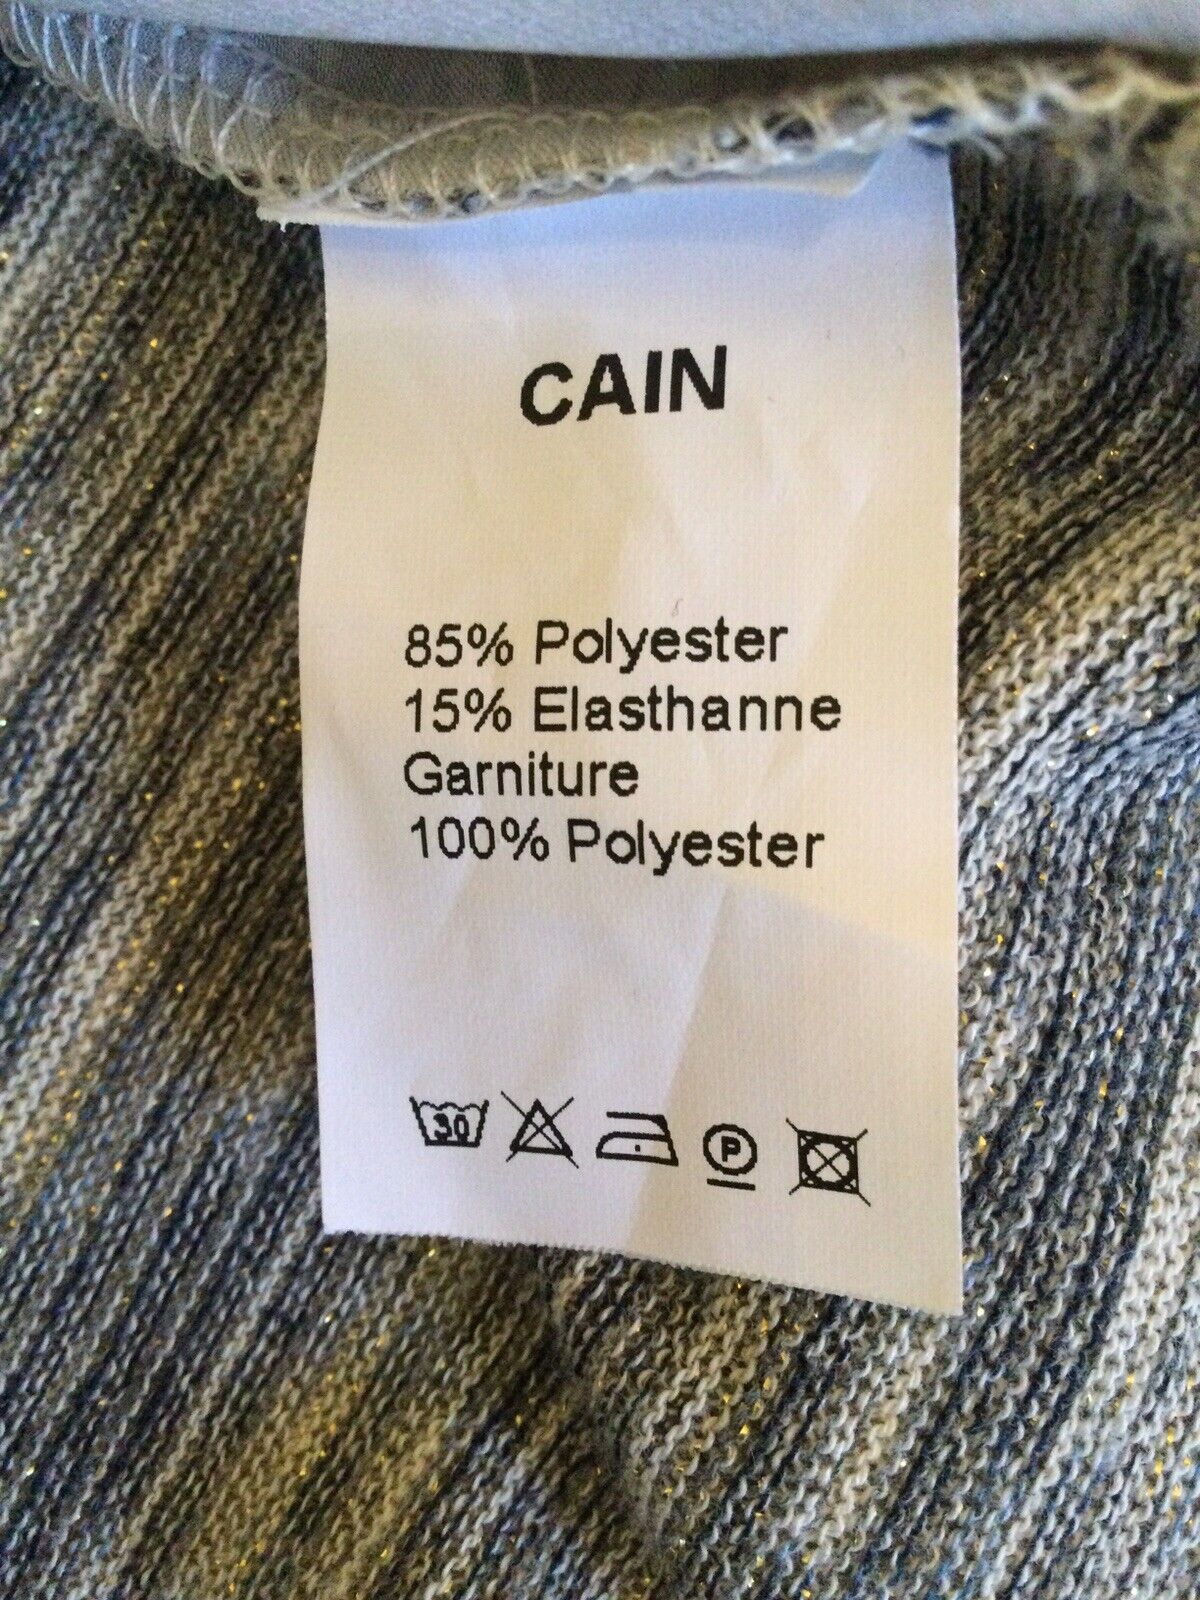 CAIN
85% Polyester
15% Elasthanne
Garniture
100% Polyester
30 P